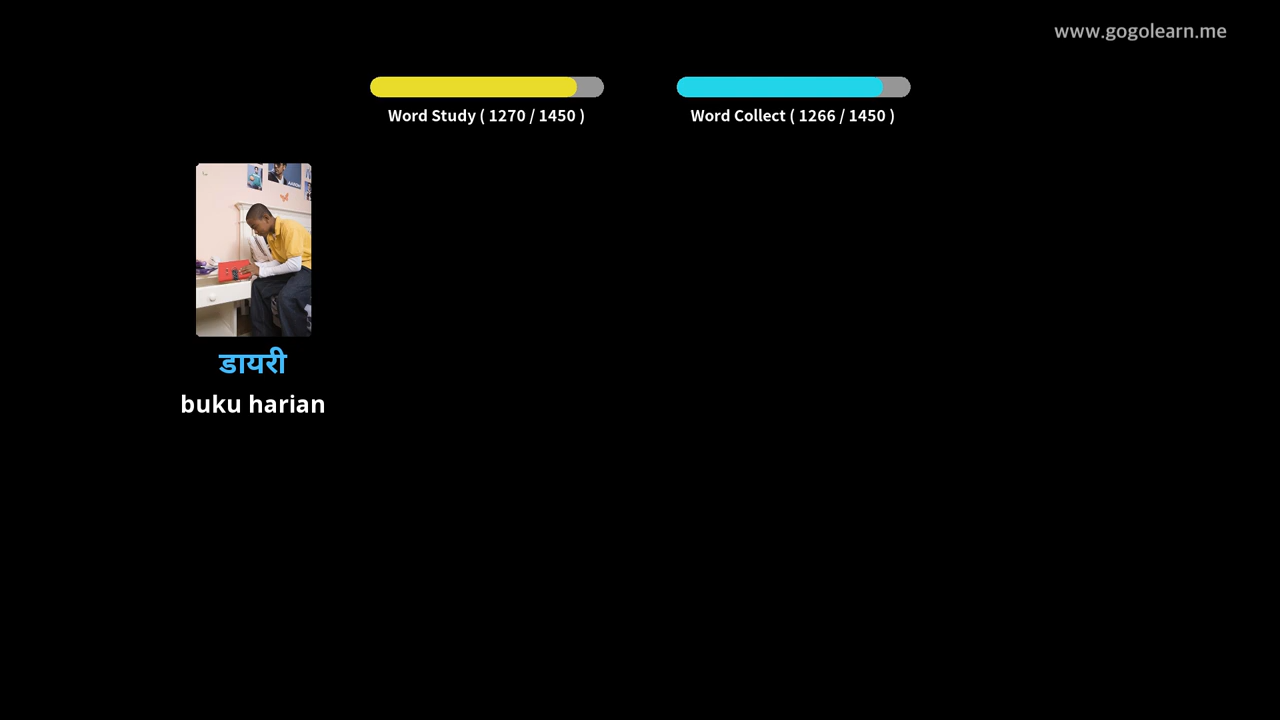 www.gogolearn.me
Word Study ( 1270 / 1450 )
Word Collect ( 1266 / 1450 )
डायरी
buku harian